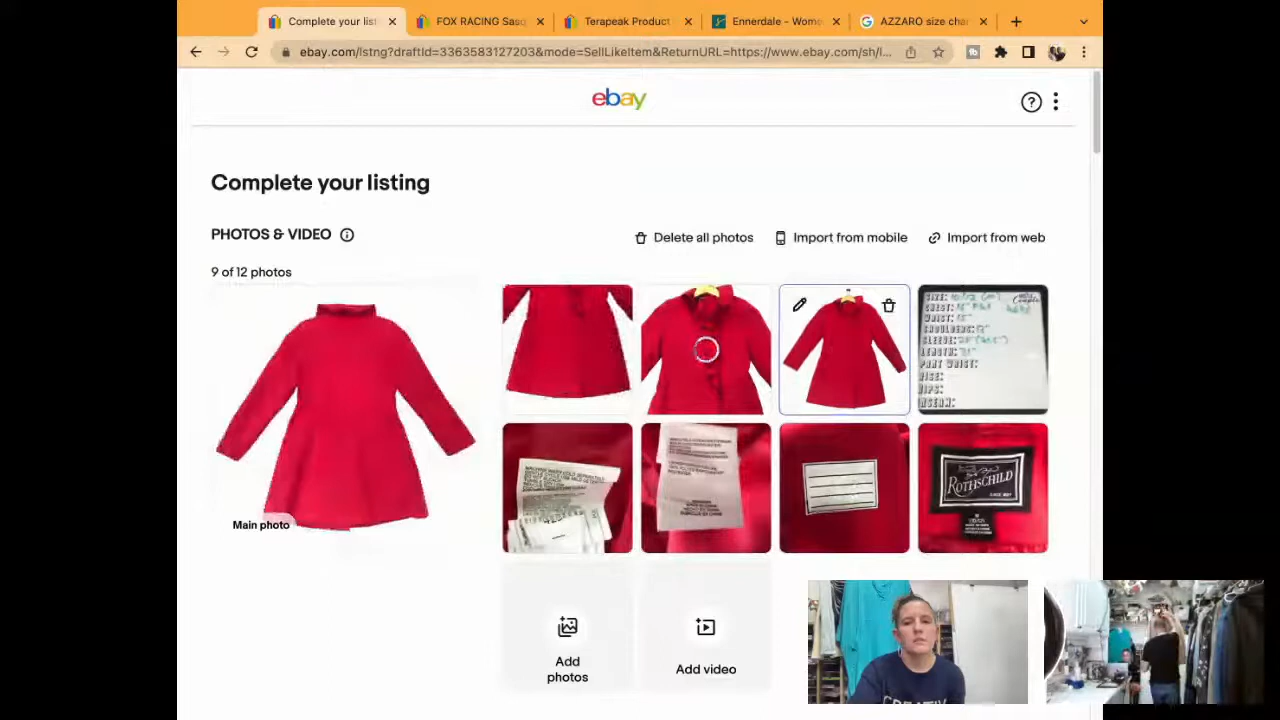 Complete your listi
FOX RACING Sasq
Terapeak Product
Ennerdale - Wome
AZZARO size char
ebay.com/lstng?draftId=3363583127203&mode=SellLikeItem&ReturnURL=https://www.ebay.com/sh/l...
ebay
Complete your listing
PHOTOS & VIDEO
Delete all photos
Import from mobile
Import from web
9 of 12 photos
Main photo
SIZE:
CHEST:
WAIST:
SHOULDERS:
SLEEVE:
LENGTH:
ROTHSCHILD
Add
photos
Add video
CREATIV